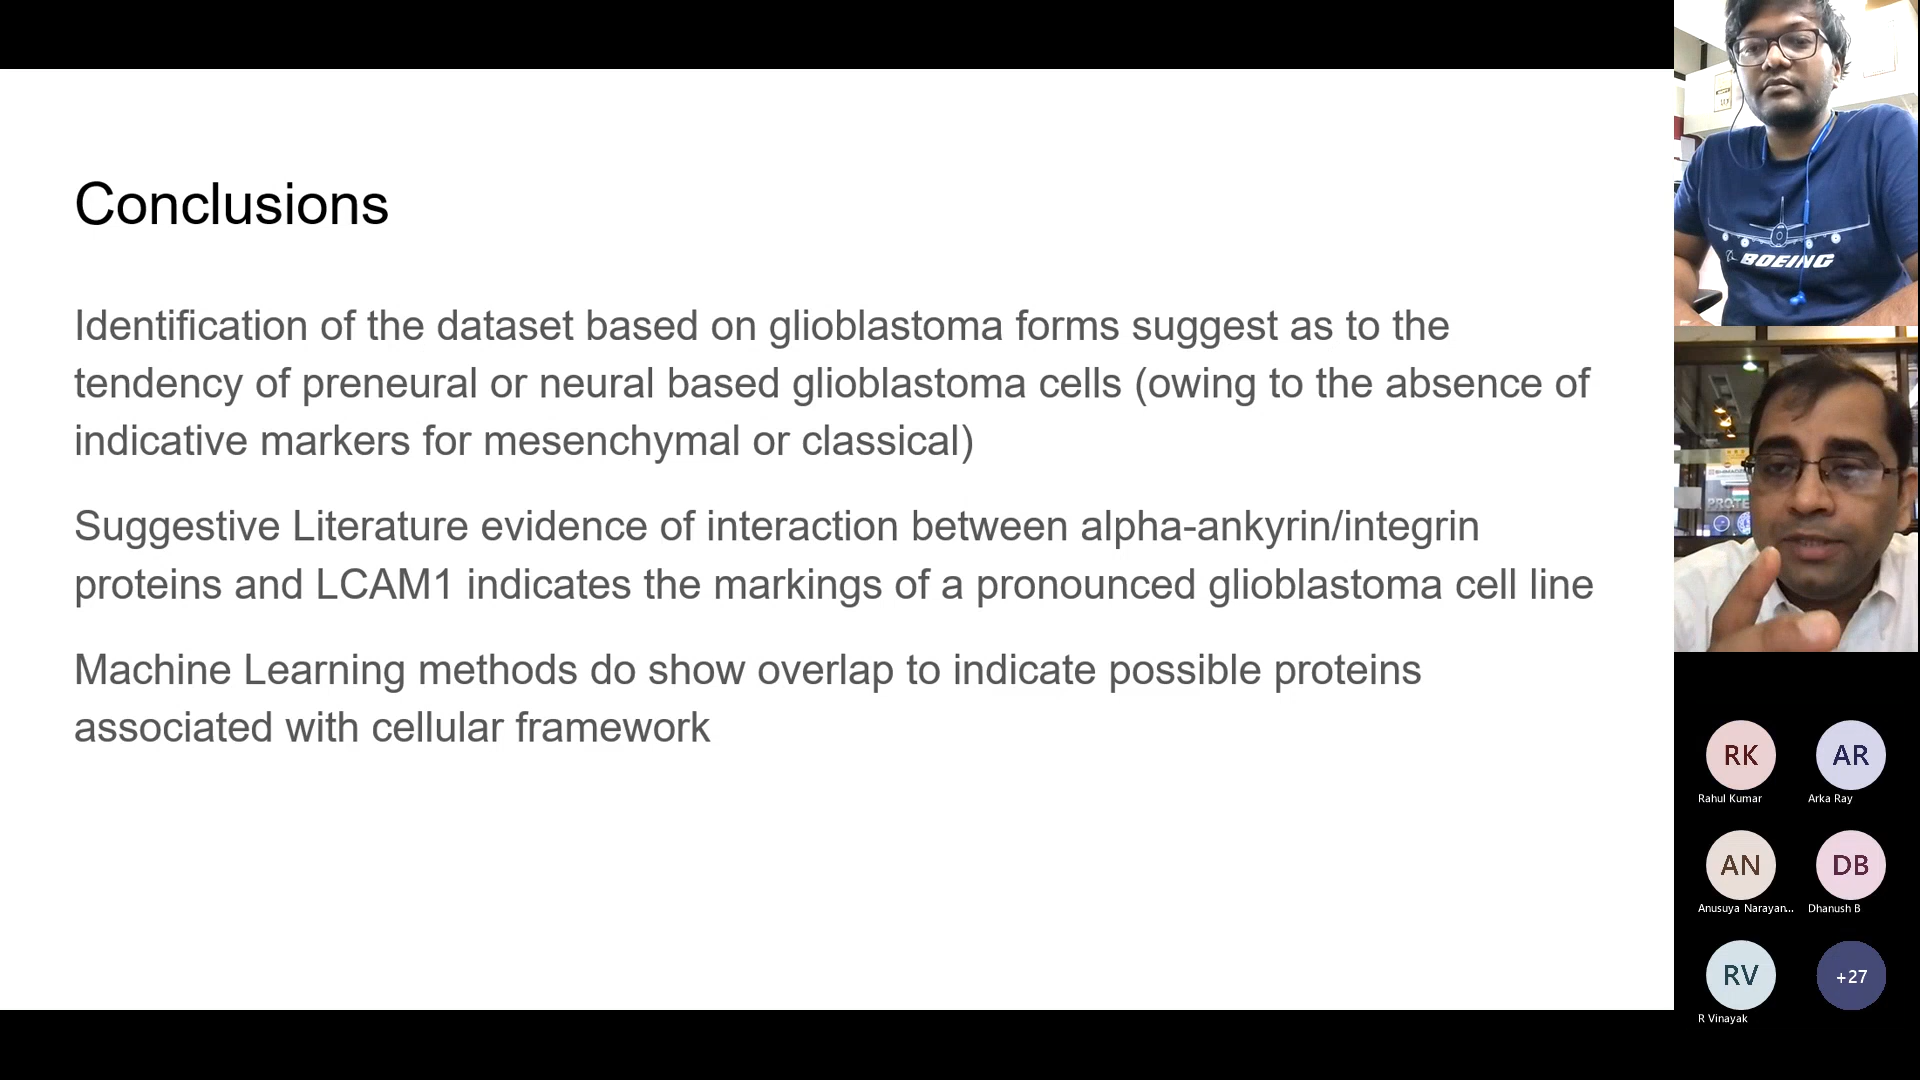 Conclusions
Identification of the dataset based on glioblastoma forms suggest as to the
tendency of preneural or neural based glioblastoma cells (owing to the absence of
indicative markers for mesenchymal or classical)
Suggestive Literature evidence of interaction between alpha-ankyrin/integrin
proteins and LCAM1 indicates the markings of a pronounced glioblastoma cell line
Machine Learning methods do show overlap to indicate possible proteins
associated with cellular framework
BOEING
RK
Rahul Kumar
AR
Arka Ray
AN
Anusuya Narayan...
DB
Dhanush B
RV
R Vinayak
+27